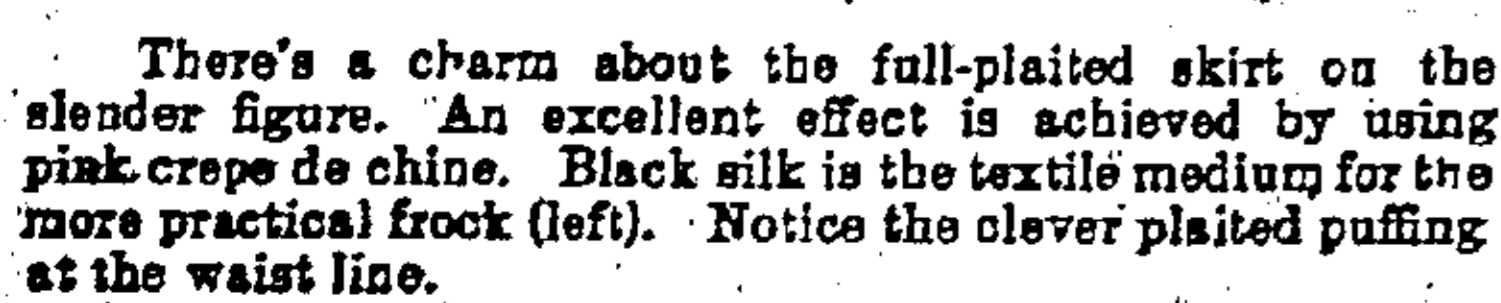 There's a charm about the full-plaited skirt on the
slender figure. An excellent effect is achieved by using
pink crepe de chine. Black silk is the textile medium for the
more practical frock (left). Notice the clever plaited puffing
at the waist line.